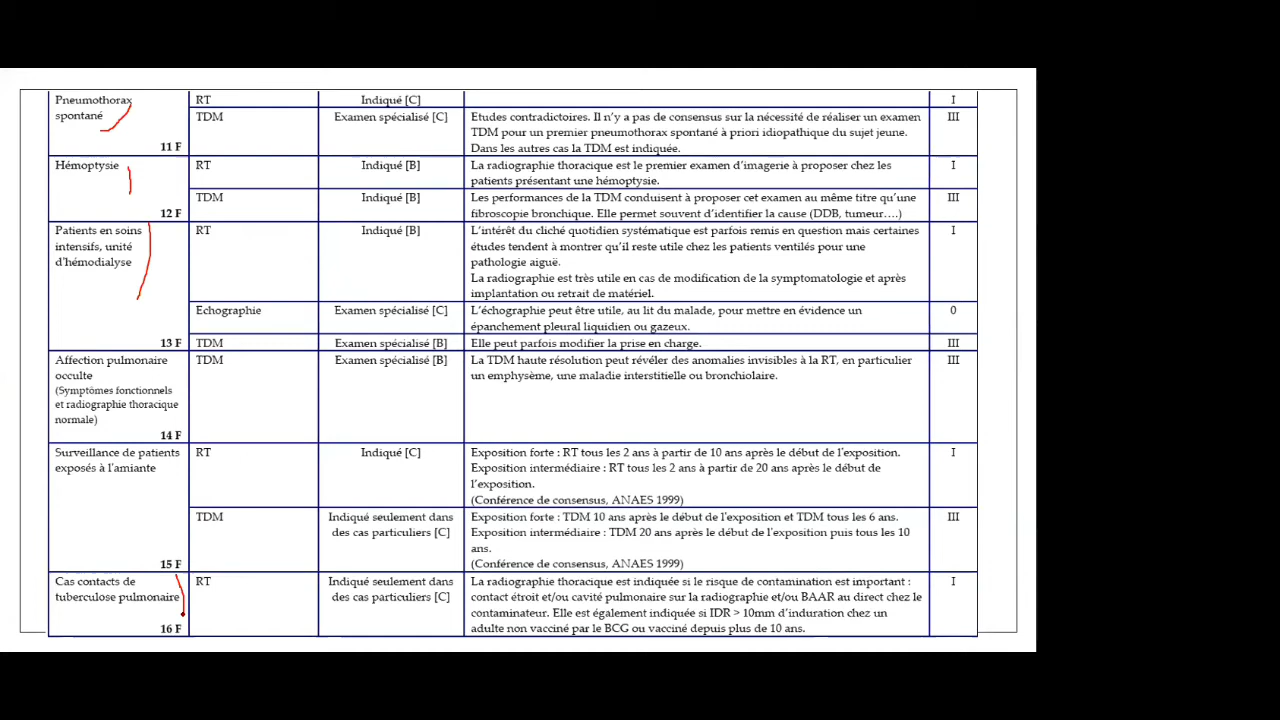 Pneumothorax
spontané
11 F
RT
Indiqué [C]
I
TDM
Examen spécialisé [C]
Etudes contradictoires. Il n'y a pas de consensus sur la nécessité de réaliser un examen
TDM pour un premier pneumothorax spontané à priori idiopathique du sujet jeune.
Dans les autres cas la TDM est indiquée.
III
Hémoptysie
12 F
RT
Indiqué [B]
La radiographie thoracique est le premier examen d'imagerie à proposer chez les
patients présentant une hémoptysie.
I
TDM
Indiqué [B]
Les performances de la TDM conduisent à proposer cet examen au même titre qu'une
fibroscopie bronchique. Elle permet souvent d'identifier la cause (DDB, tumeur….)
III
Patients en soins
intensifs, unité
d'hémodialyse
13 F
RT
Indiqué [B]
L'intérêt du cliché quotidien systématique est parfois remis en question mais certaines
études tendent à montrer qu'il reste utile chez les patients ventilés pour une
pathologie aiguë.
La radiographie est très utile en cas de modification de la symptomatologie et après
implantation ou retrait de matériel.
I
Echographie
Examen spécialisé [C]
L'échographie peut être utile, au lit du malade, pour mettre en évidence un
épanchement pleural liquidien ou gazeux.
0
TDM
Examen spécialisé [B]
Elle peut parfois modifier la prise en charge.
III
Affection pulmonaire
occulte
(Symptômes fonctionnels
et radiographie thoracique
normale)
14 F
TDM
Examen spécialisé [B]
La TDM haute résolution peut révéler des anomalies invisibles à la RT, en particulier
un emphysème, une maladie interstitielle ou bronchiolaire.
III
Surveillance de patients
exposés à l'amiante
15 F
RT
Indiqué [C]
Exposition forte : RT tous les 2 ans à partir de 10 ans après le début de l'exposition.
Exposition intermédiaire : RT tous les 2 ans à partir de 20 ans après le début de
l'exposition.
(Conférence de consensus, ANAES 1999)
I
TDM
Indiqué seulement dans
des cas particuliers [C]
Exposition forte : TDM 10 ans après le début de l'exposition et TDM tous les 6 ans.
Exposition intermédiaire : TDM 20 ans après le début de l'exposition puis tous les 10
ans.
(Conférence de consensus, ANAES 1999)
III
Cas contacts de
tuberculose pulmonaire
16 F
RT
Indiqué seulement dans
des cas particuliers [C]
La radiographie thoracique est indiquée si le risque de contamination est important :
contact étroit et/ou cavité pulmonaire sur la radiographie et/ou BAAR au direct chez le
contaminateur. Elle est également indiquée si IDR > 10mm d'induration chez un
adulte non vacciné par le BCG ou vacciné depuis plus de 10 ans.
I